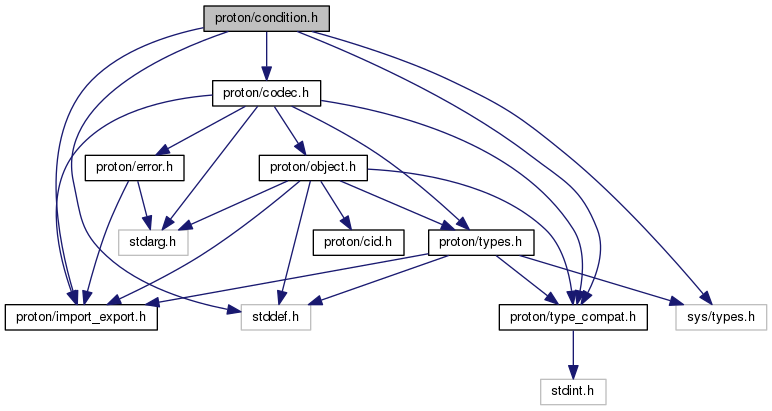 proton/condition.h
proton/codec.h
proton/error.h
proton/object.h
stdarg.h
proton/cid.h
proton/types.h
proton/import_export.h
stddef.h
proton/type_compat.h
sys/types.h
stdint.h